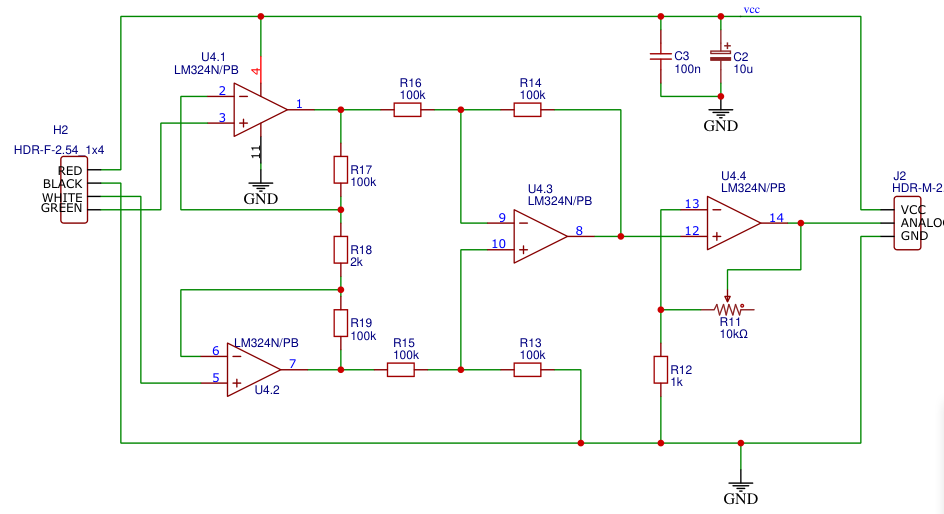 vcc
U4.1
LM324N/PB
4
2
3
1
11
GND
R16
100k
R14
100k
C3
100n
C2
10u
+
GND
H2
HDR-F-2.54_1x4
RED
BLACK
WHITE
GREEN
R17
100k
R18
2k
R19
100k
U4.3
LM324N/PB
9
10
8
U4.4
LM324N/PB
13
12
14
J2
HDR-M-2.
VCC
ANALO
GND
R11
10kΩ
LM324N/PB
6
5
7
U4.2
R15
100k
R13
100k
R12
1k
GND